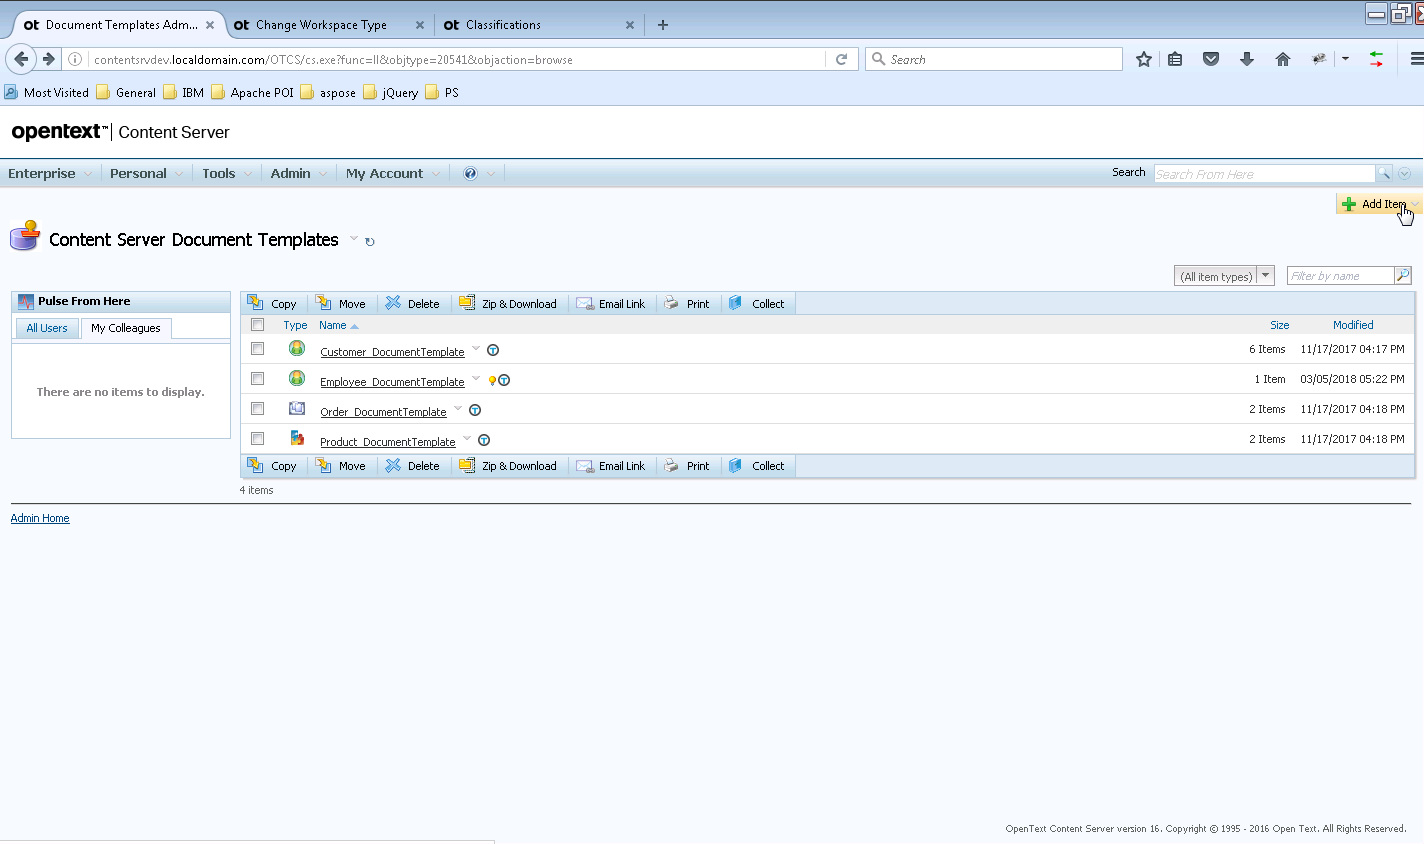 ot Document Templates Adm... × ot Change Workspace Type × ot Classifications × +
contentsrvdev.localdomain.com/OTCS/cs.exe?func=ll&objtype=20541&objaction=browse
Search
Most Visited General IBM Apache POI aspose jQuery PS
opentext™ | Content Server
Enterprise Personal Tools Admin My Account ? Search Search From Here
Add Item
Content Server Document Templates
(All item types) Filter by name
Pulse From Here
All Users My Colleagues
There are no items to display.
Copy Move Delete Zip & Download Email Link Print Collect
Type Name Size Modified
Customer_DocumentTemplate T 6 Items 11/17/2017 04:17 PM
Employee_DocumentTemplate T 1 Item 03/05/2018 05:22 PM
Order_DocumentTemplate T 2 Items 11/17/2017 04:18 PM
Product_DocumentTemplate T 2 Items 11/17/2017 04:18 PM
Copy Move Delete Zip & Download Email Link Print Collect
4 items
Admin Home
OpenText Content Server version 16. Copyright © 1995 - 2016 Open Text. All Rights Reserved.